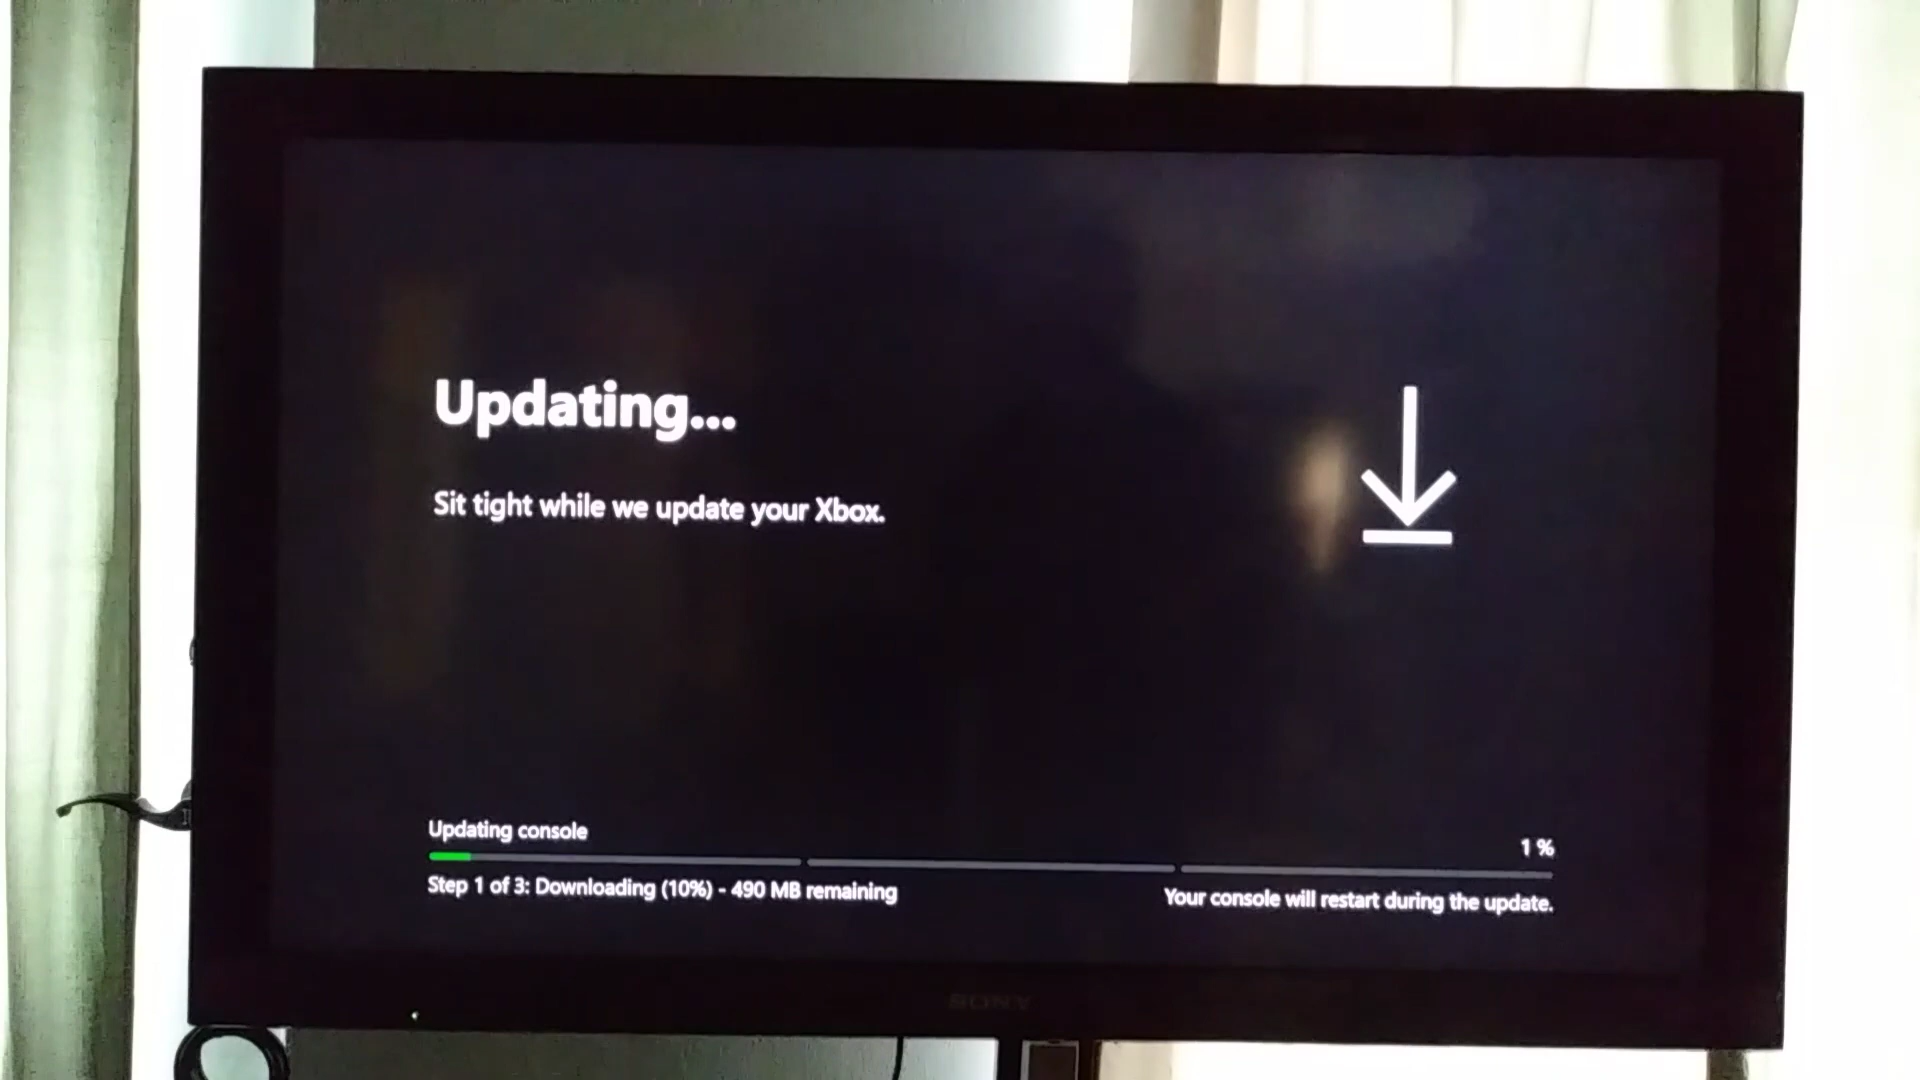 Updating...
Sit tight while we update your Xbox.
Updating console
1 %
Step 1 of 3: Downloading (10%) - 490 MB remaining
Your console will restart during the update.
SONY